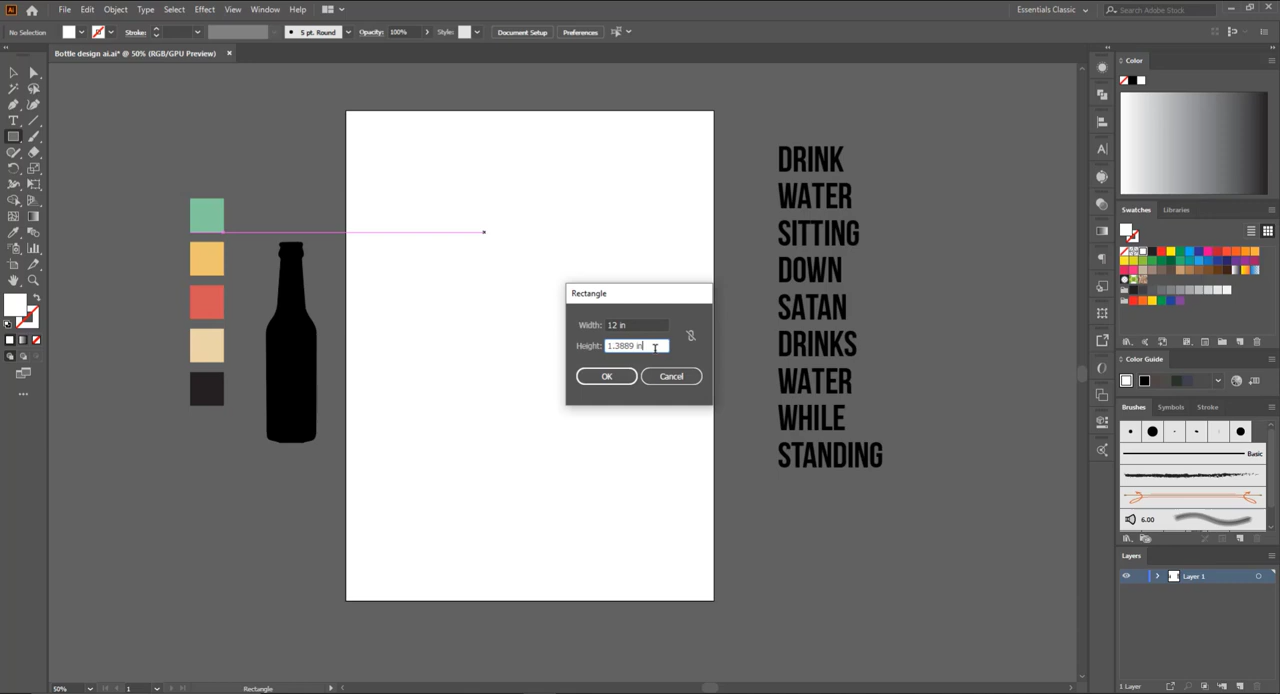 Ai File Edit Object Type Select Effect View Window Help Essentials Classic Search Adobe Stock
No Selection Stroke: 5 pt. Round Opacity: 100% Style: Document Setup Preferences
Bottle design ai.ai* @ 50% (RGB/GPU Preview)
Color
DRINK
WATER
SITTING
DOWN
SATAN
DRINKS
WATER
WHILE
STANDING
Swatches Libraries
Rectangle
Width: 12 in
Height: 1.3889 in
OK Cancel
Color Guide
Brushes Symbols Stroke
Basic
6.00
Layers
Layer 1
1 Layer
50% 1 Rectangle